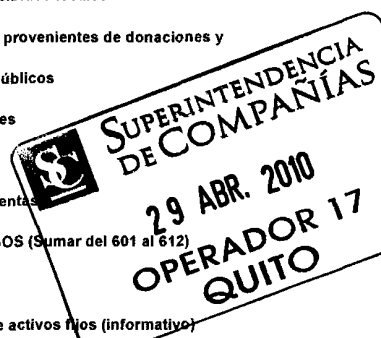 provenientes de donaciones y
úblicos
es
SUPERINTENDENCIA
DE COMPAÑÍAS
SC
29 ABR. 2010
OPERADOR 17
QUITO
OS (Sumar del 601 al 612)
e activos fijos (informativo)